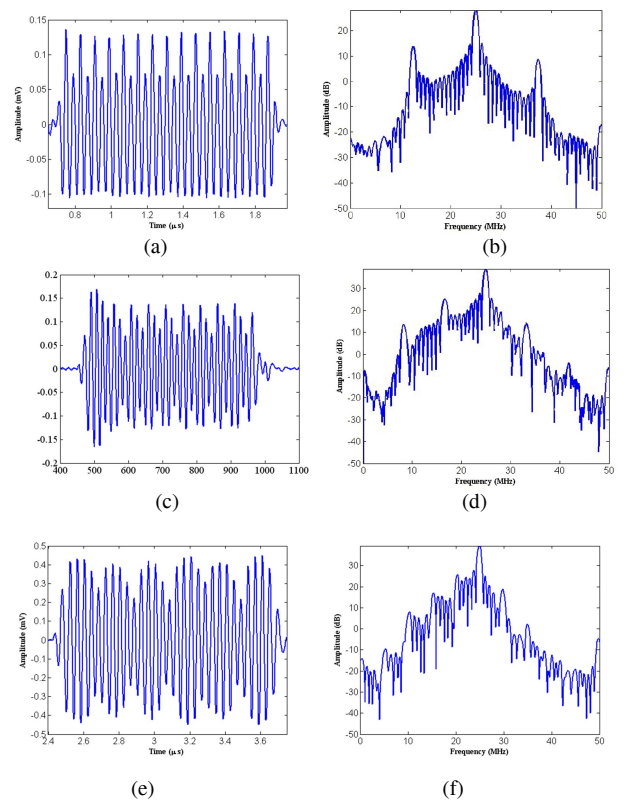 0.15
0.1
0.05
0
-0.05
-0.1
Amplitude (mV)
0.8 1 1.2 1.4 1.6 1.8
Time (μ s)
(a)
20
10
0
-10
-20
-30
-40
-50
Amplitude (dB)
0 10 20 30 40 50
Frequency (MHz)
(b)
0.2
0.15
0.1
0.05
0
-0.05
-0.1
-0.15
-0.2
400 500 600 700 800 900 1000 1100
(c)
30
20
10
0
-10
-20
-30
-40
-50
Amplitude (dB)
0 10 20 30 40 50
Frequency (MHz)
(d)
0.5
0.4
0.3
0.2
0.1
0
-0.1
-0.2
-0.3
-0.4
-0.5
Amplitude (mV)
2.4 2.6 2.8 3 3.2 3.4 3.6
Time (μ s)
(e)
30
20
10
0
-10
-20
-30
-40
-50
Amplitude (dB)
0 10 20 30 40 50
Frequency (MHz)
(f)